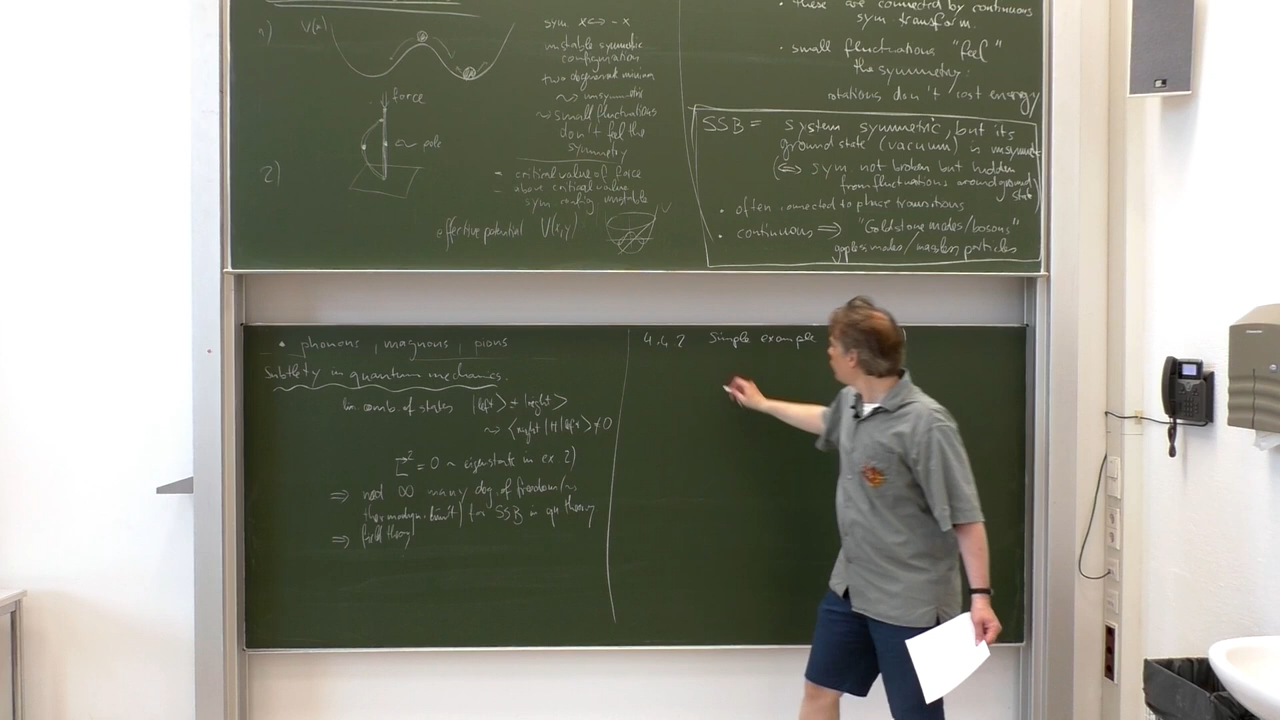 1)
V(x)
sym. x <-> - x
unstable symmetric
configuration
two degenerate minima
~> unsymmetric
~> small fluctuations
don't feel the
symmetry
force
~ pole
2)
- critical value of force
- above critical value
sym. config unstable
effective potential V(x,y)
• these are connected by continuous
sym. transform.
• small fluctuations "feel"
the symmetry:
rotations don't cost energy
SSB = system symmetric, but its
ground state (vacuum) is unsymm
(<=> sym. not broken but hidden
from fluctuations around ground
state)
• often connected to phase transitions
• continuous => "Goldstone modes/bosons"
gapless modes/massless particles
• phonons, magnons, pions
Subtlety in quantum mechanics.
lin. comb. of states |left> ± |right>
~> <right|H|left> ≠ 0
L² = 0 ~ eigenstate in ex. 2)
=> need ∞ many deg. of freedom (~
thermodyn. limit) for SSB in qu. theory
=> field theory
4.4.2 Simple example